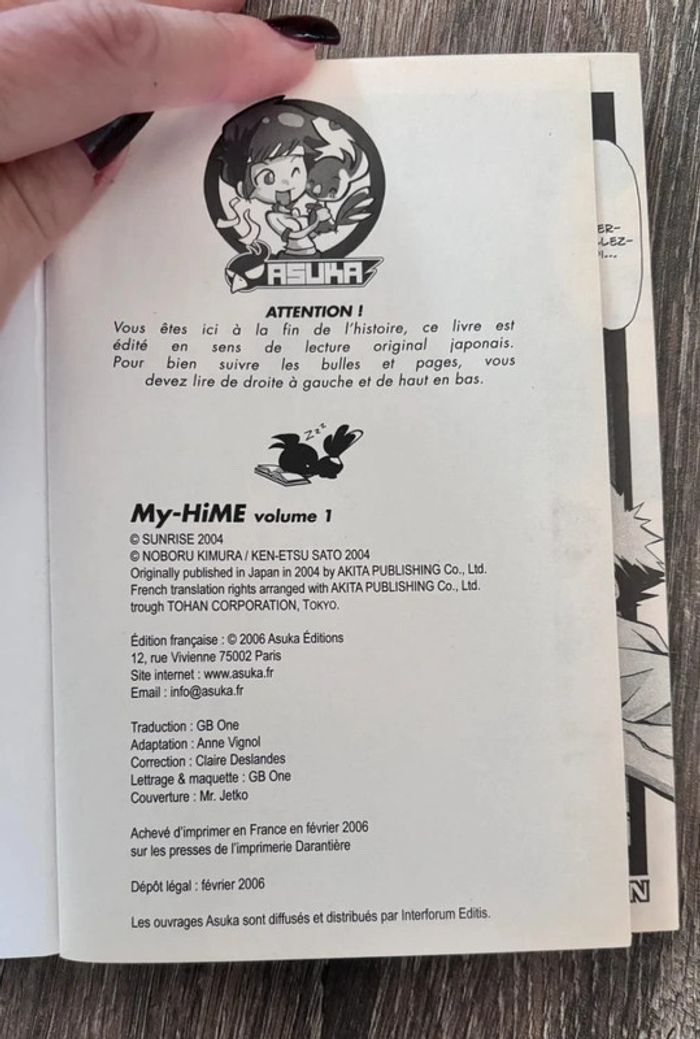 ASUKA
ATTENTION !
Vous êtes ici à la fin de l'histoire, ce livre est
édité en sens de lecture original japonais.
Pour bien suivre les bulles et pages, vous
devez lire de droite à gauche et de haut en bas.
ZZZ
My-HiME volume 1
© SUNRISE 2004
© NOBORU KIMURA / KEN-ETSU SATO 2004
Originally published in Japan in 2004 by AKITA PUBLISHING Co., Ltd.
French translation rights arranged with AKITA PUBLISHING Co., Ltd.
trough TOHAN CORPORATION, TOKYO.
Édition française : © 2006 Asuka Éditions
12, rue Vivienne 75002 Paris
Site internet : www.asuka.fr
Email : info@asuka.fr
Traduction : GB One
Adaptation : Anne Vignol
Correction : Claire Deslandes
Lettrage & maquette : GB One
Couverture : Mr. Jetko
Achevé d'imprimer en France en février 2006
sur les presses de l'imprimerie Darantière
Dépôt légal : février 2006
Les ouvrages Asuka sont diffusés et distribués par Interforum Editis.
ER-
LEZ-
N